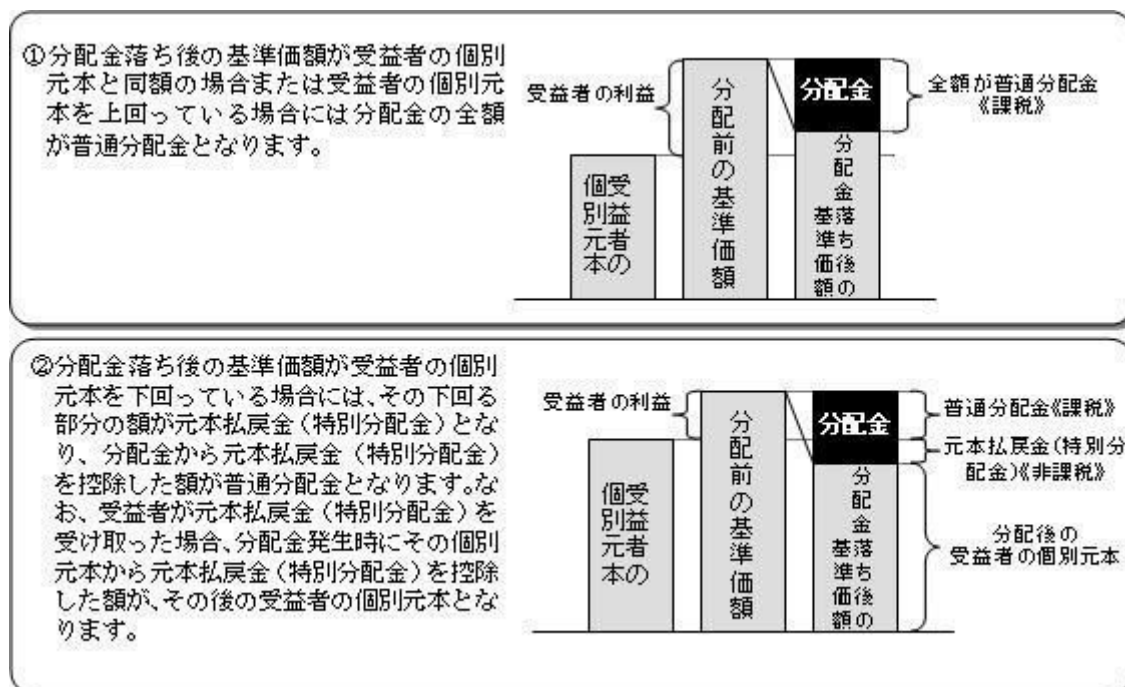 ①分配金落ち後の基準価額が受益者の個別
元本と同額の場合または受益者の個別元
本を上回っている場合には分配金の全額
が普通分配金となります。
受益者の利益
受益者の
個別元本
分配前の基準価額
分配金
分配金落ち後の
基準価額
全額が普通分配金
《課税》
②分配金落ち後の基準価額が受益者の個別
元本を下回っている場合には、その下回る
部分の額が元本払戻金（特別分配金）とな
り、分配金から元本払戻金（特別分配金）
を控除した額が普通分配金となります。な
お、受益者が元本払戻金（特別分配金）を
受け取った場合、分配金発生時にその個別
元本から元本払戻金（特別分配金）を控除
した額が、その後の受益者の個別元本とな
ります。
受益者の利益
受益者の
個別元本
分配前の基準価額
分配金
分配金落ち後の
基準価額
普通分配金《課税》
元本払戻金（特別分
配金）《非課税》
分配後の
受益者の個別元本